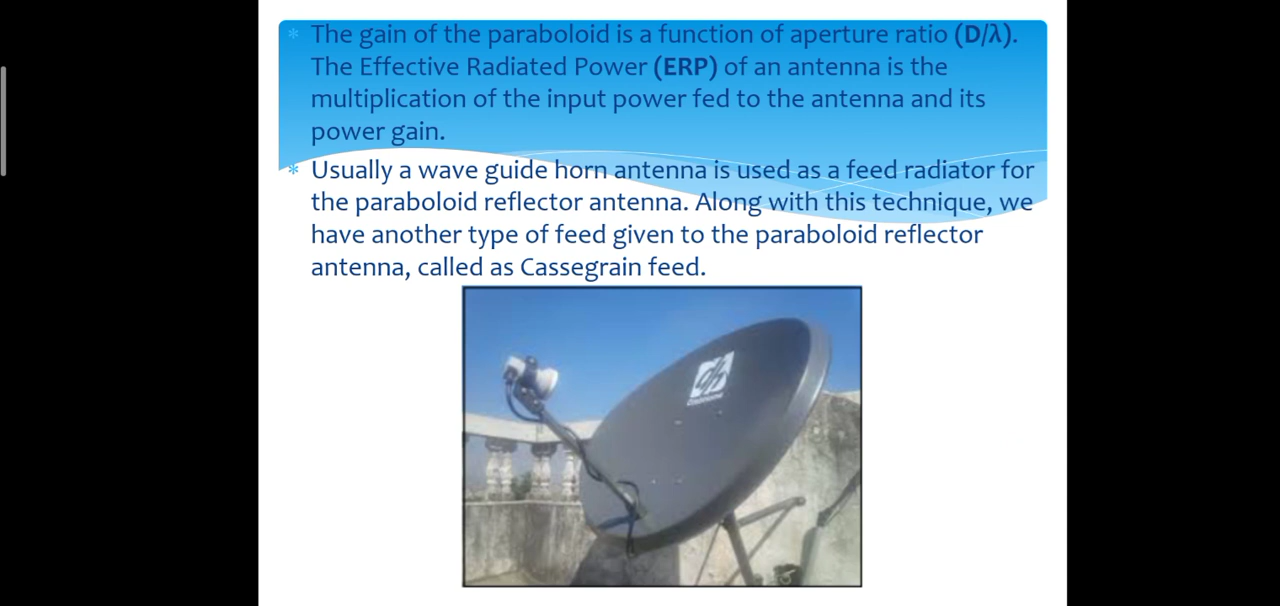 * The gain of the paraboloid is a function of aperture ratio (D/λ).
The Effective Radiated Power (ERP) of an antenna is the
multiplication of the input power fed to the antenna and its
power gain.
* Usually a wave guide horn antenna is used as a feed radiator for
the paraboloid reflector antenna. Along with this technique, we
have another type of feed given to the paraboloid reflector
antenna, called as Cassegrain feed.
dh